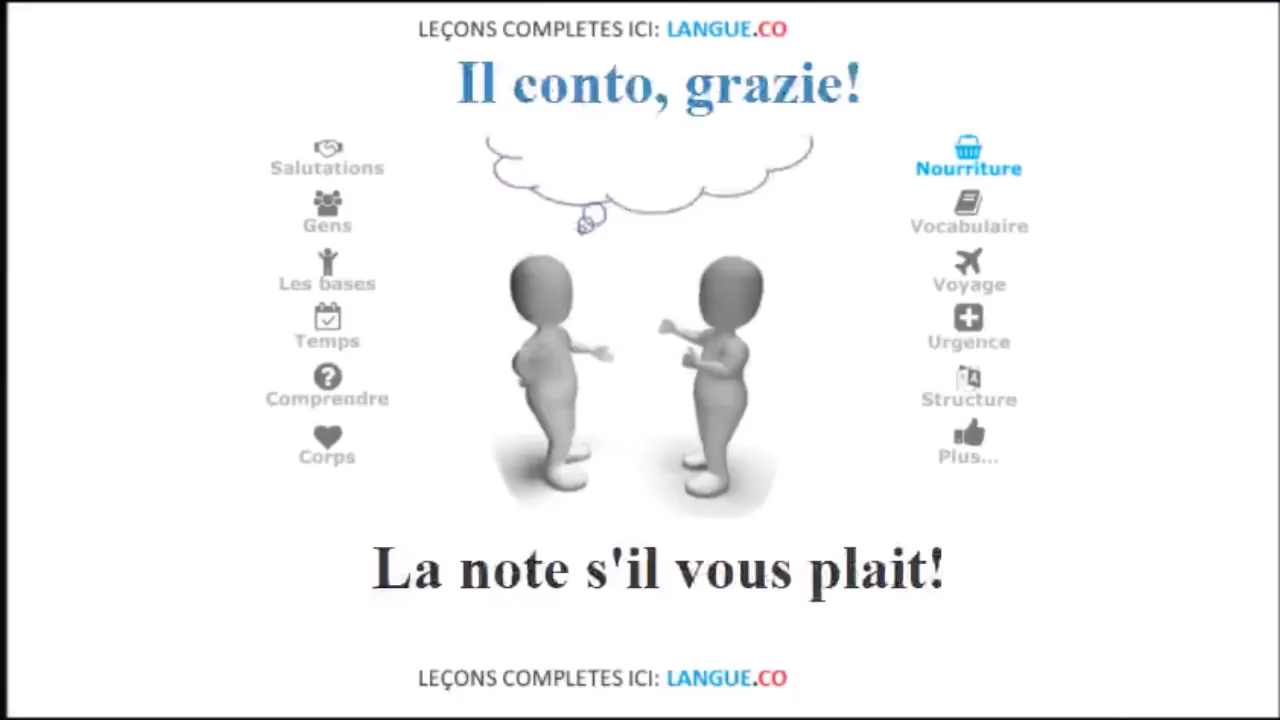 LEÇONS COMPLETES ICI: LANGUE.CO
Il conto, grazie!
Salutations
Gens
Les bases
Temps
Comprendre
Corps
Nourriture
Vocabulaire
Voyage
Urgence
Structure
Plus...
La note s'il vous plait!
LEÇONS COMPLETES ICI: LANGUE.CO